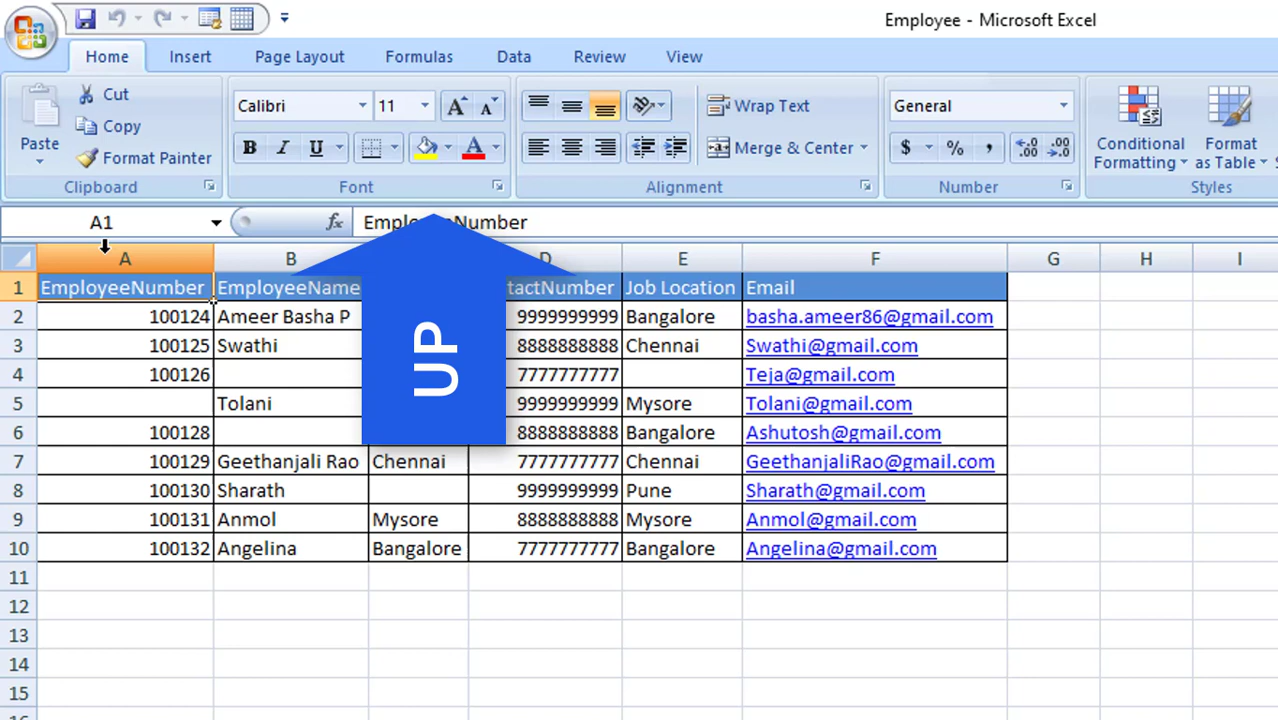 Employee - Microsoft Excel
Home Insert Page Layout Formulas Data Review View
Paste Cut Copy Format Painter Clipboard
Calibri 11 A A B I U A Font
Wrap Text Merge & Center Alignment
General $ % , .00 .00 Number
Conditional Formatting Format as Table Styles
A1 fx EmployeeNumber
A B D E F G H I
1 EmployeeNumber EmployeeName tactNumber Job Location Email
2 100124 Ameer Basha P 9999999999 Bangalore basha.ameer86@gmail.com
3 100125 Swathi 8888888888 Chennai Swathi@gmail.com
4 100126 7777777777 Teja@gmail.com
5 Tolani 9999999999 Mysore Tolani@gmail.com
6 100128 8888888888 Bangalore Ashutosh@gmail.com
7 100129 Geethanjali Rao Chennai 7777777777 Chennai GeethanjaliRao@gmail.com
8 100130 Sharath 9999999999 Pune Sharath@gmail.com
9 100131 Anmol Mysore 8888888888 Mysore Anmol@gmail.com
10 100132 Angelina Bangalore 7777777777 Bangalore Angelina@gmail.com
11
12
13
14
15
UP